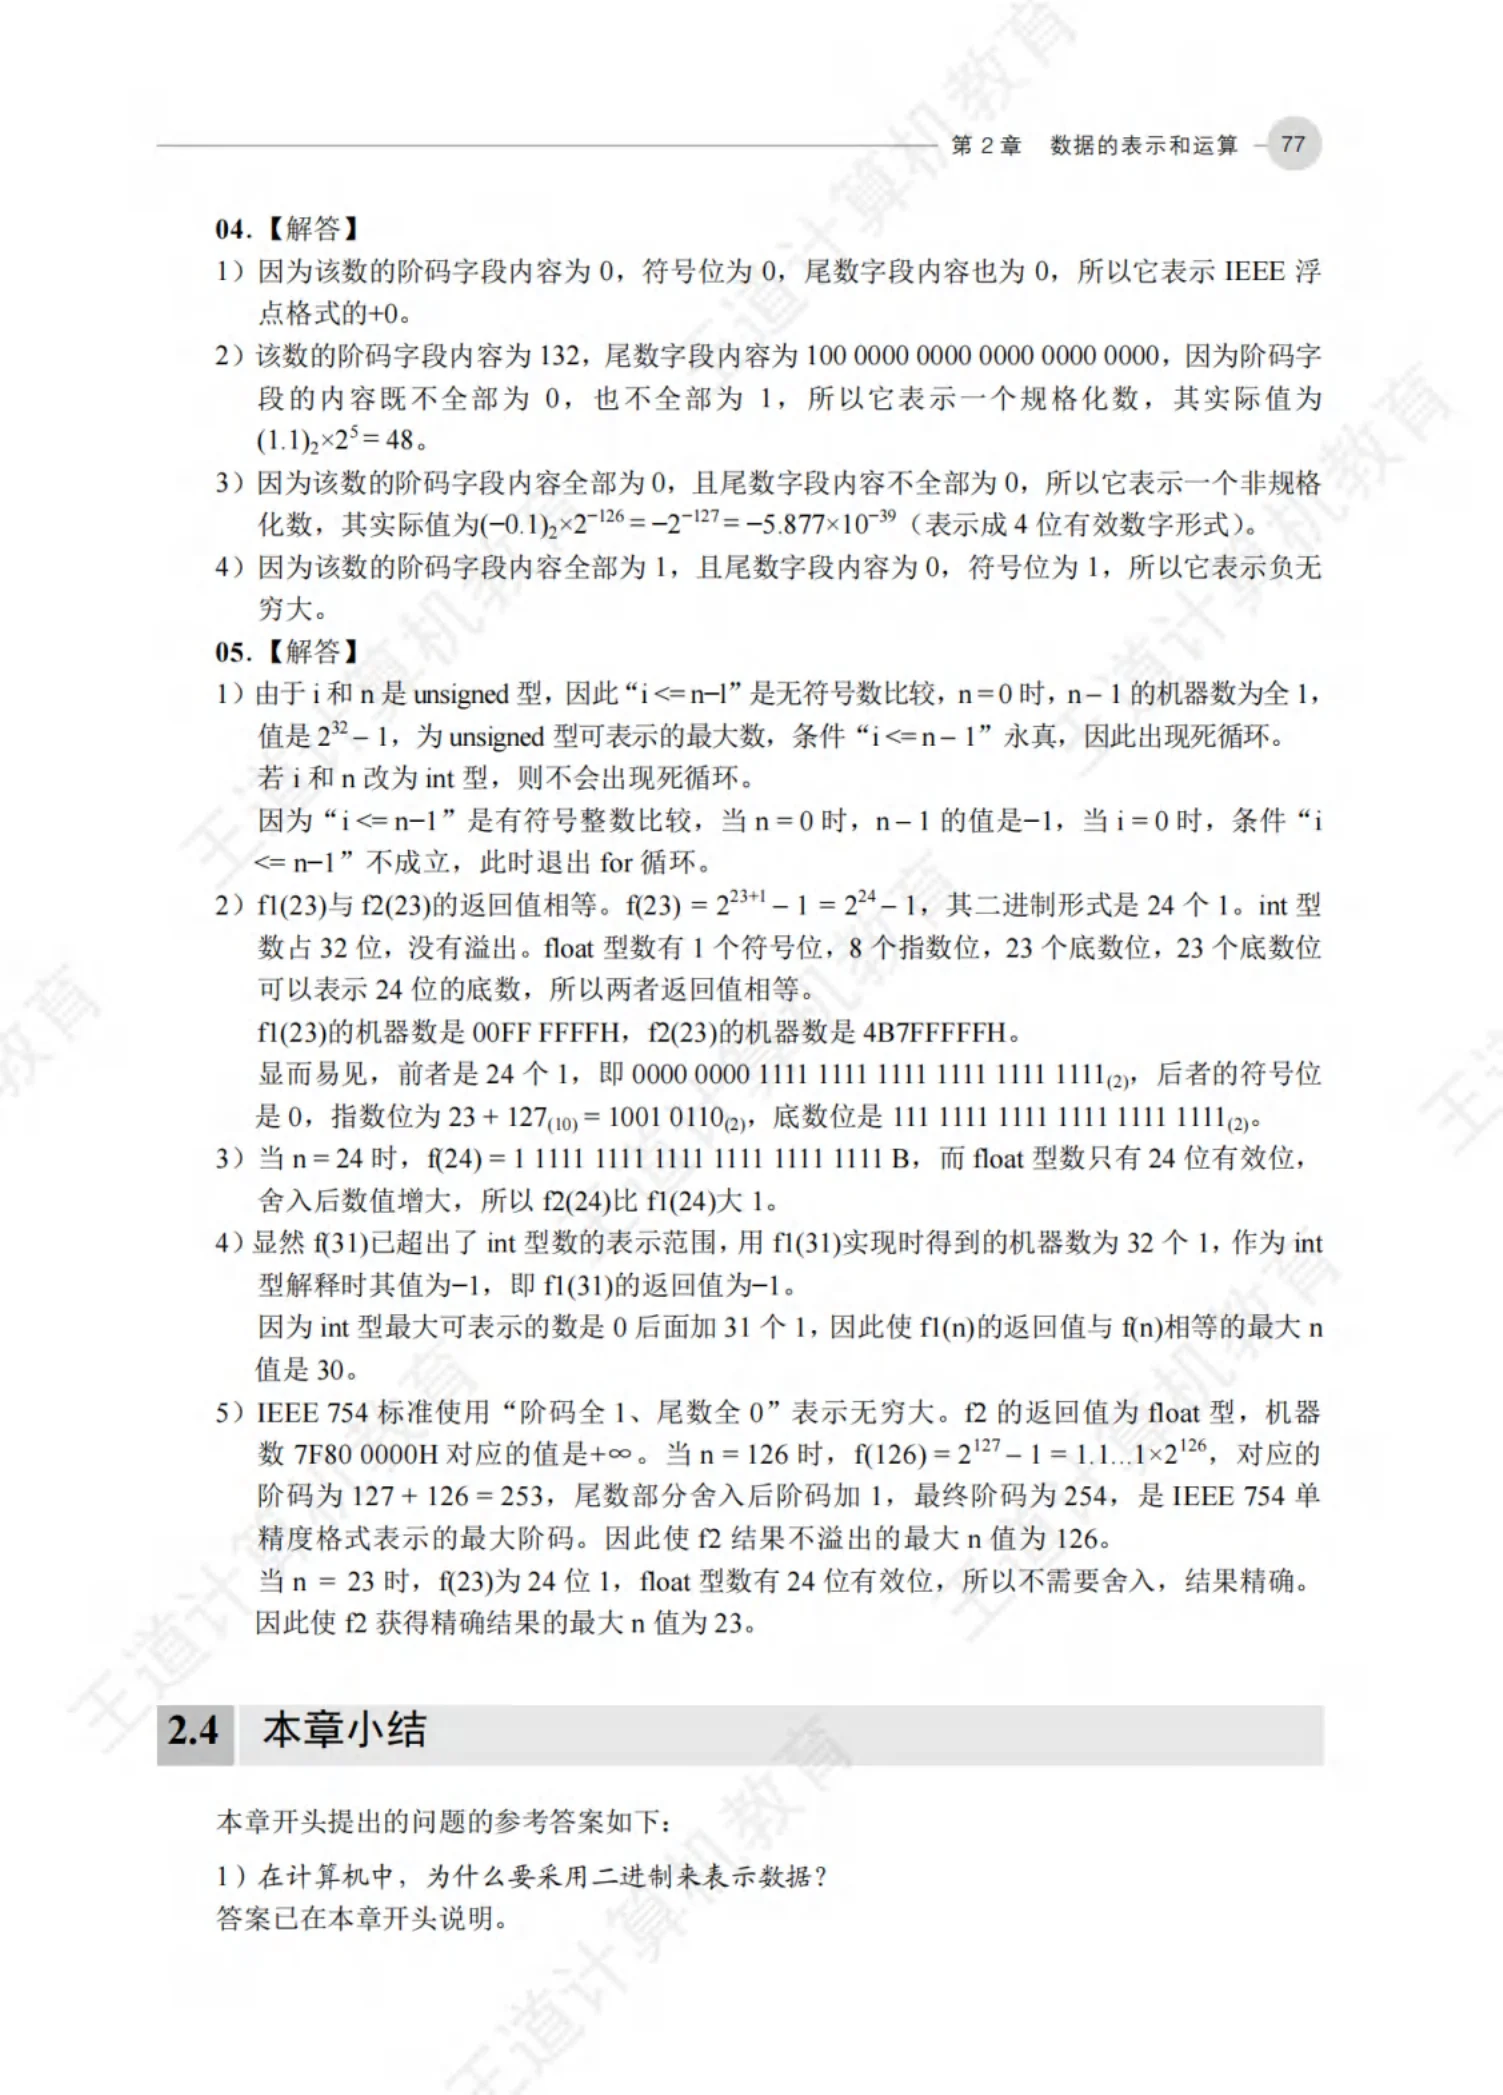 第 2 章 数据的表示和运算 77
04.【解答】
1）因为该数的阶码字段内容为 0，符号位为 0，尾数字段内容也为 0，所以它表示 IEEE 浮
点格式的+0。
2）该数的阶码字段内容为 132，尾数字段内容为 100 0000 0000 0000 0000 0000，因为阶码字
段的内容既不全部为 0，也不全部为 1，所以它表示一个规格化数，其实际值为
(1.1)₂×2⁵ = 48。
3）因为该数的阶码字段内容全部为 0，且尾数字段内容不全部为 0，所以它表示一个非规格
化数，其实际值为(−0.1)₂×2⁻¹²⁶ = −2⁻¹²⁷ = −5.877×10⁻³⁹（表示成 4 位有效数字形式）。
4）因为该数的阶码字段内容全部为 1，且尾数字段内容为 0，符号位为 1，所以它表示负无
穷大。
05.【解答】
1）由于 i 和 n 是 unsigned 型，因此“i <= n−1”是无符号数比较，n = 0 时，n − 1 的机器数为全 1，
值是 2³² − 1，为 unsigned 型可表示的最大数，条件“i <= n − 1”永真，因此出现死循环。
若 i 和 n 改为 int 型，则不会出现死循环。
因为“i <= n−1”是有符号整数比较，当 n = 0 时，n − 1 的值是−1，当 i = 0 时，条件“i
<= n−1”不成立，此时退出 for 循环。
2）f1(23)与 f2(23)的返回值相等。f(23) = 2²³⁺¹ − 1 = 2²⁴ − 1，其二进制形式是 24 个 1。int 型
数占 32 位，没有溢出。float 型数有 1 个符号位，8 个指数位，23 个底数位，23 个底数位
可以表示 24 位的底数，所以两者返回值相等。
f1(23)的机器数是 00FF FFFFH，f2(23)的机器数是 4B7FFFFFH。
显而易见，前者是 24 个 1，即 0000 0000 1111 1111 1111 1111 1111 1111₍₂₎，后者的符号位
是 0，指数位为 23 + 127₍₁₀₎ = 1001 0110₍₂₎，底数位是 111 1111 1111 1111 1111 1111₍₂₎。
3）当 n = 24 时，f(24) = 1 1111 1111 1111 1111 1111 1111 B，而 float 型数只有 24 位有效位，
舍入后数值增大，所以 f2(24)比 f1(24)大 1。
4）显然 f(31)已超出了 int 型数的表示范围，用 f1(31)实现时得到的机器数为 32 个 1，作为 int
型解释时其值为−1，即 f1(31)的返回值为−1。
因为 int 型最大可表示的数是 0 后面加 31 个 1，因此使 f1(n)的返回值与 f(n)相等的最大 n
值是 30。
5）IEEE 754 标准使用“阶码全 1、尾数全 0”表示无穷大。f2 的返回值为 float 型，机器
数 7F80 0000H 对应的值是+∞。当 n = 126 时，f(126) = 2¹²⁷ − 1 = 1.1…1×2¹²⁶，对应的
阶码为 127 + 126 = 253，尾数部分舍入后阶码加 1，最终阶码为 254，是 IEEE 754 单
精度格式表示的最大阶码。因此使 f2 结果不溢出的最大 n 值为 126。
当 n = 23 时，f(23)为 24 位 1，float 型数有 24 位有效位，所以不需要舍入，结果精确。
因此使 f2 获得精确结果的最大 n 值为 23。
2.4 本章小结
本章开头提出的问题的参考答案如下：
1）在计算机中，为什么要采用二进制来表示数据？
答案已在本章开头说明。
王道计算机教育